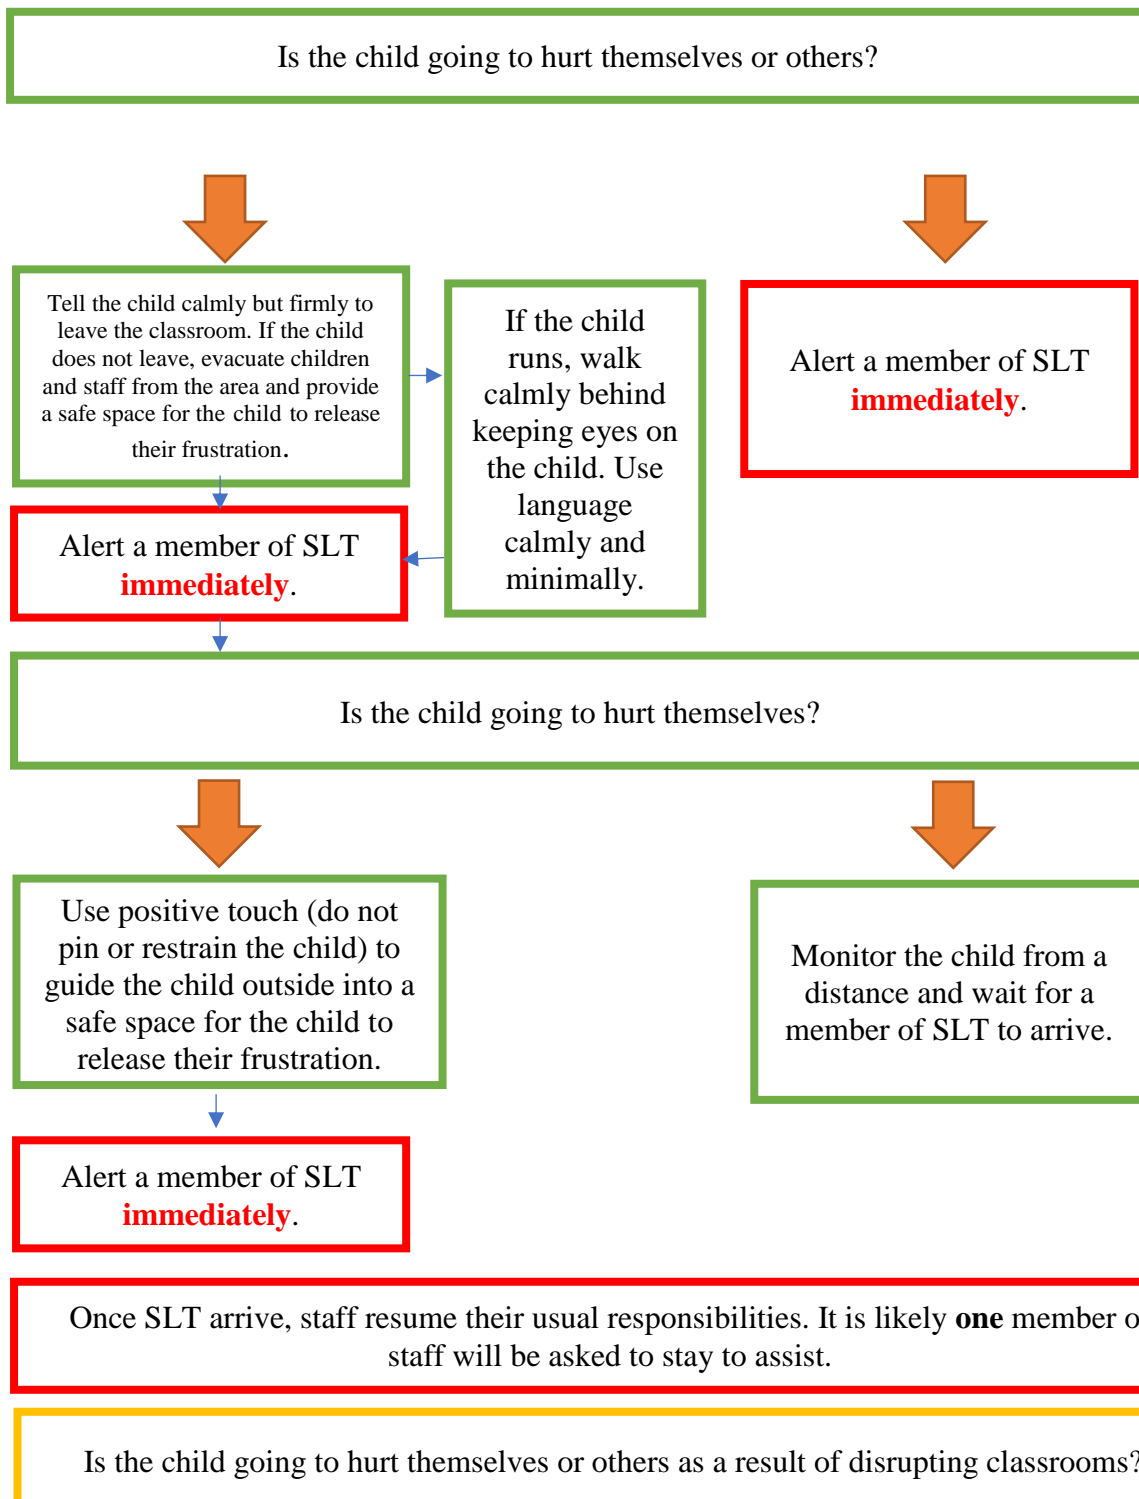 Is the child going to hurt themselves or others?
Tell the child calmly but firmly to
leave the classroom. If the child
does not leave, evacuate children
and staff from the area and provide
a safe space for the child to release
their frustration.
If the child
runs, walk
calmly behind
keeping eyes on
the child. Use
language
calmly and
minimally.
Alert a member of SLT
immediately.
Alert a member of SLT
immediately.
Is the child going to hurt themselves?
Use positive touch (do not
pin or restrain the child) to
guide the child outside into a
safe space for the child to
release their frustration.
Monitor the child from a
distance and wait for a
member of SLT to arrive.
Alert a member of SLT
immediately.
Once SLT arrive, staff resume their usual responsibilities. It is likely one member o
staff will be asked to stay to assist.
Is the child going to hurt themselves or others as a result of disrupting classrooms?